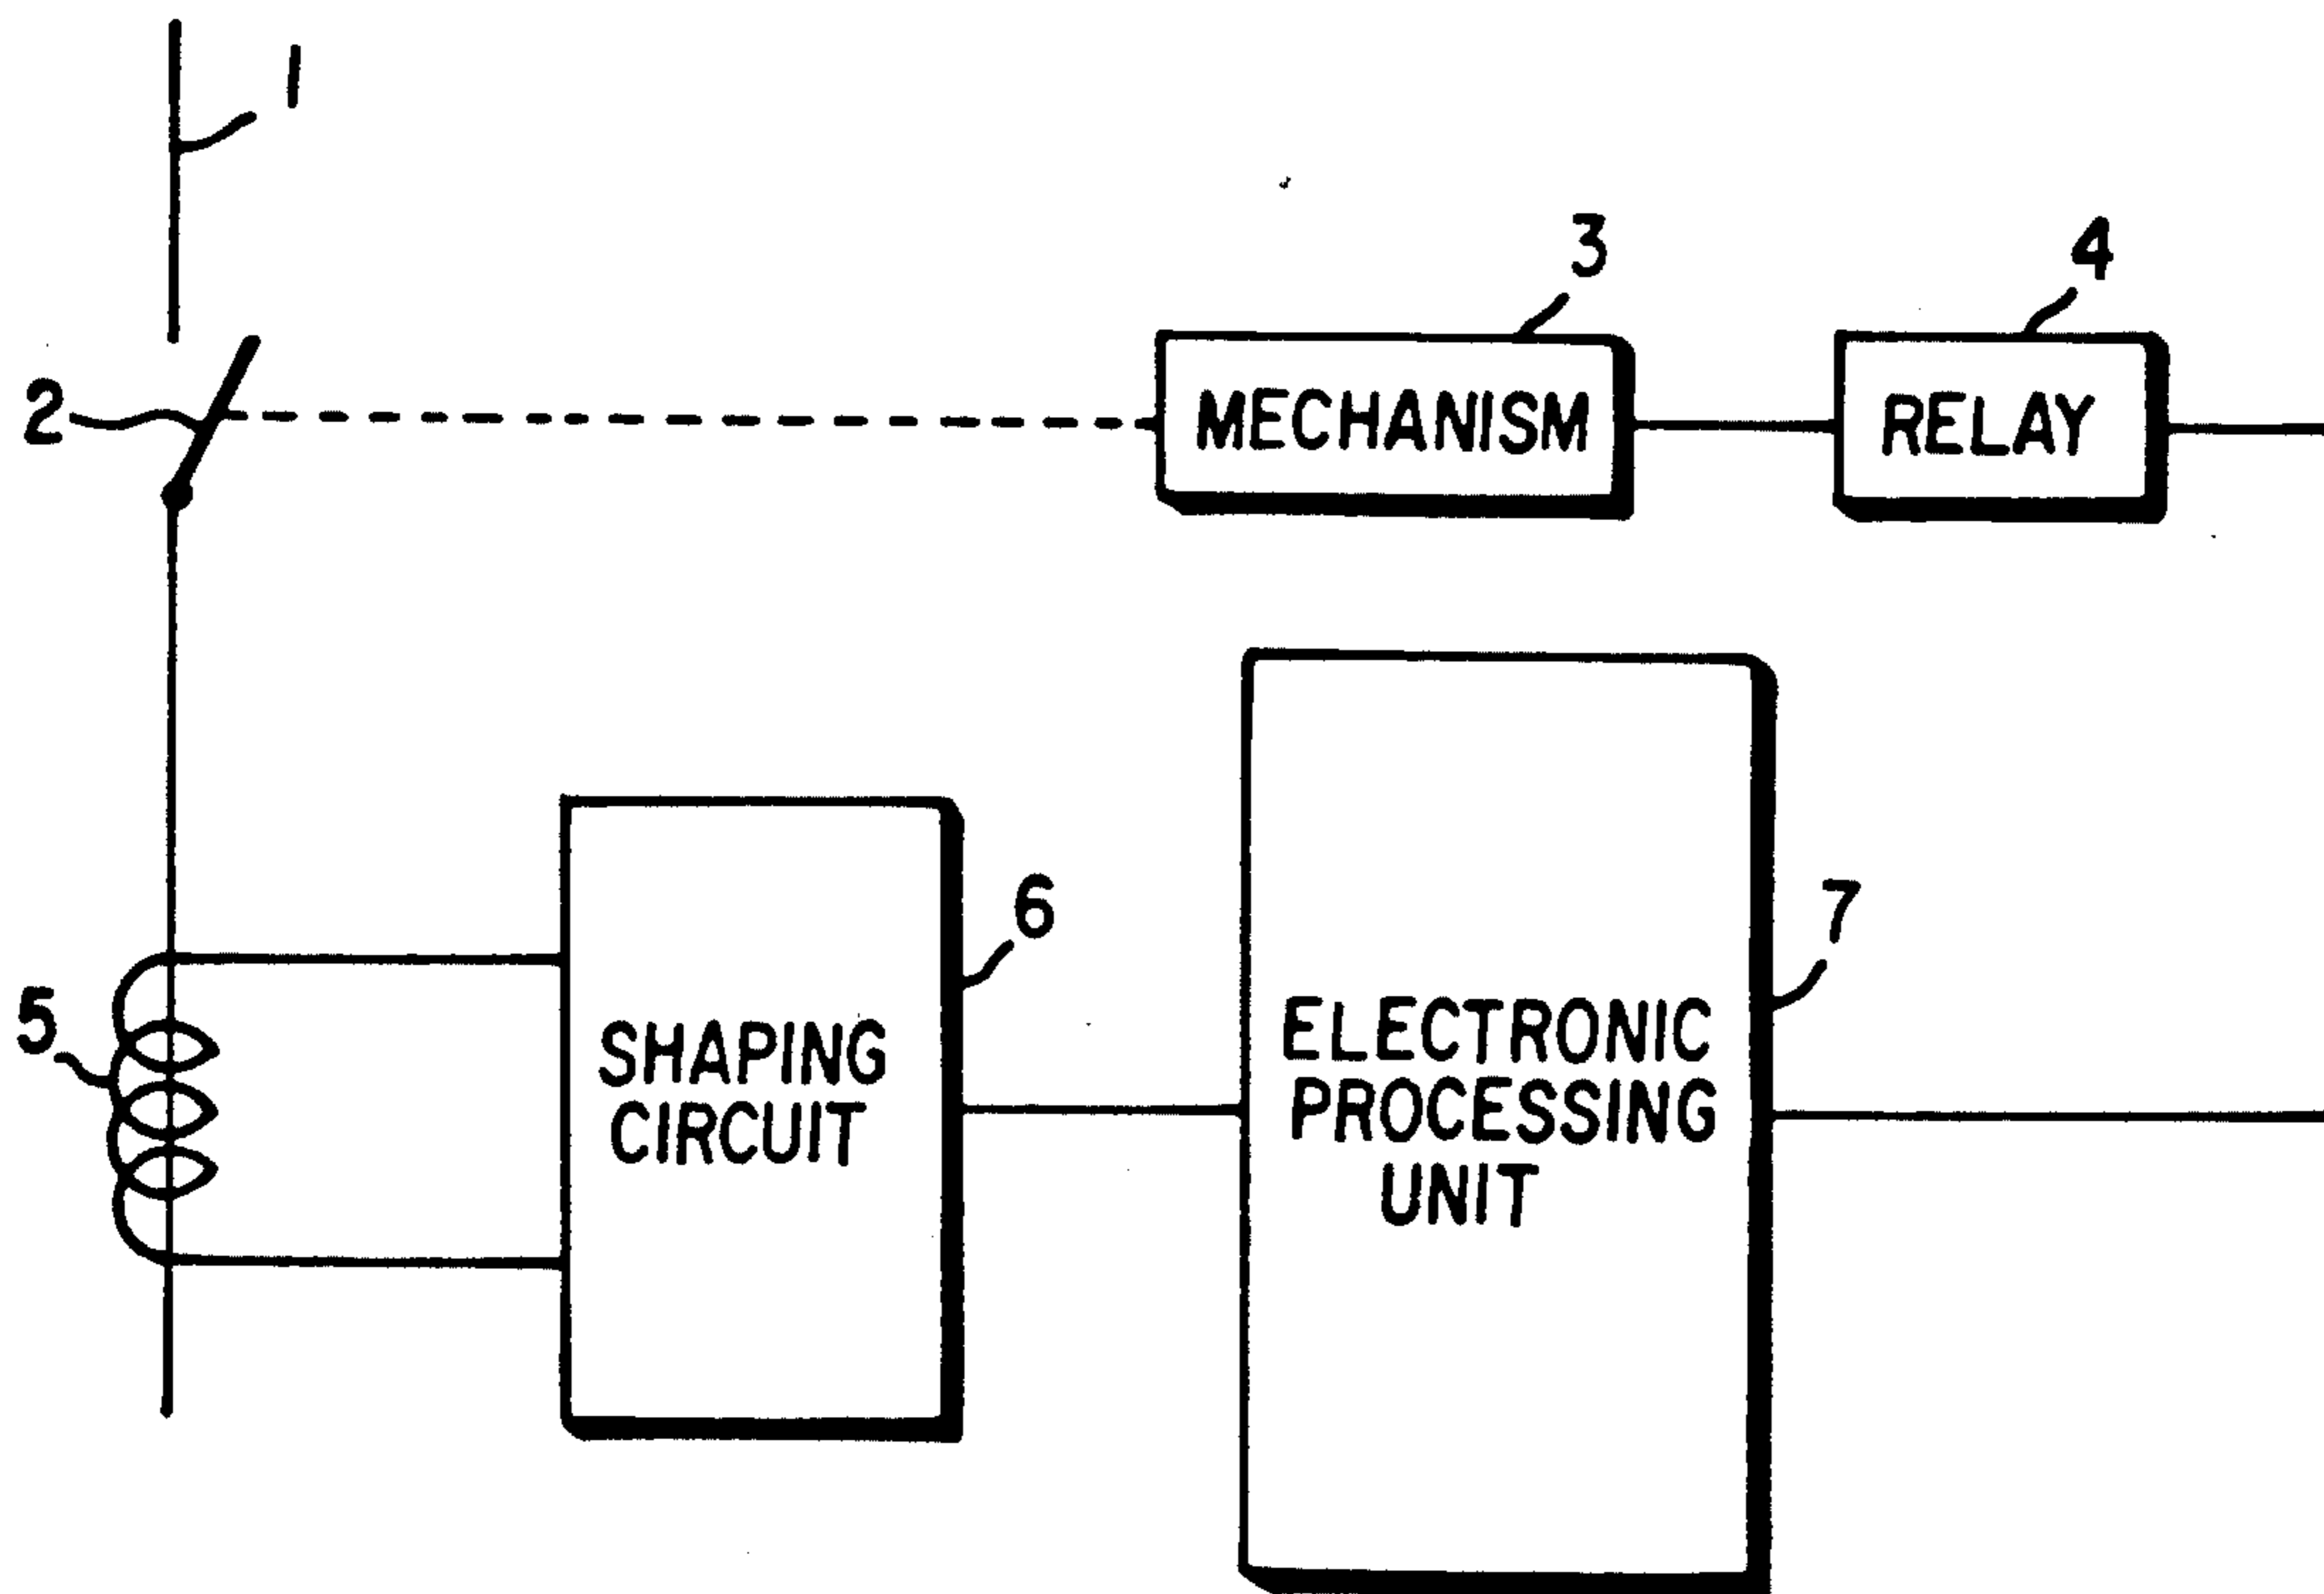 1
3
4
2
MECHANISM
RELAY
6
7
5
SHAPING
CIRCUIT
ELECTRONIC
PROCESSING
UNIT